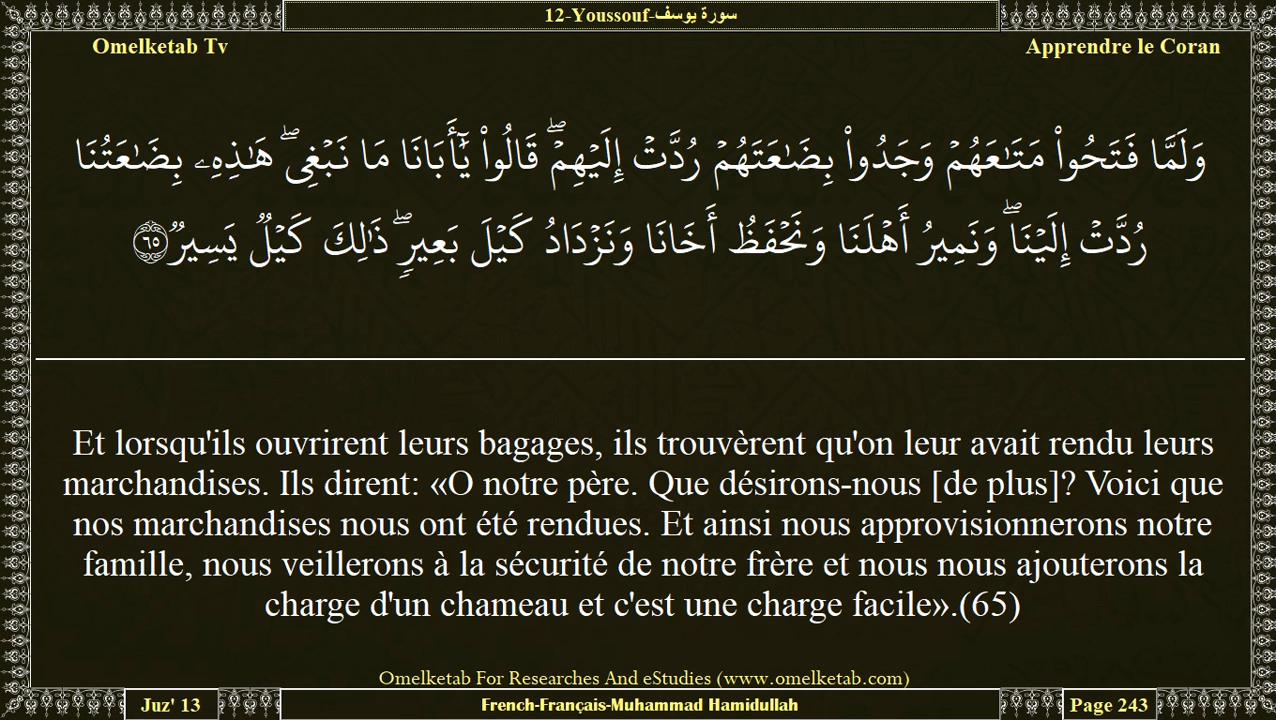 12-Youssouf-سورة يوسف
Omelketab Tv
Apprendre le Coran
وَلَمَّا فَتَحُوا۟ مَتَـٰعَهُمْ وَجَدُوا۟ بِضَـٰعَتَهُمْ رُدَّتْ إِلَيْهِمْ ۖ قَالُوا۟ يَـٰٓأَبَانَا مَا نَبْغِى ۖ هَـٰذِهِۦ بِضَـٰعَتُنَا
رُدَّتْ إِلَيْنَا ۖ وَنَمِيرُ أَهْلَنَا وَنَحْفَظُ أَخَانَا وَنَزْدَادُ كَيْلَ بَعِيرٍ ۖ ذَٰلِكَ كَيْلٌ يَسِيرٌ ٦٥
Et lorsqu'ils ouvrirent leurs bagages, ils trouvèrent qu'on leur avait rendu leurs
marchandises. Ils dirent: «O notre père. Que désirons-nous [de plus]? Voici que
nos marchandises nous ont été rendues. Et ainsi nous approvisionnerons notre
famille, nous veillerons à la sécurité de notre frère et nous nous ajouterons la
charge d'un chameau et c'est une charge facile».(65)
Omelketab For Researches And eStudies (www.omelketab.com)
Juz' 13
French-Français-Muhammad Hamidullah
Page 243